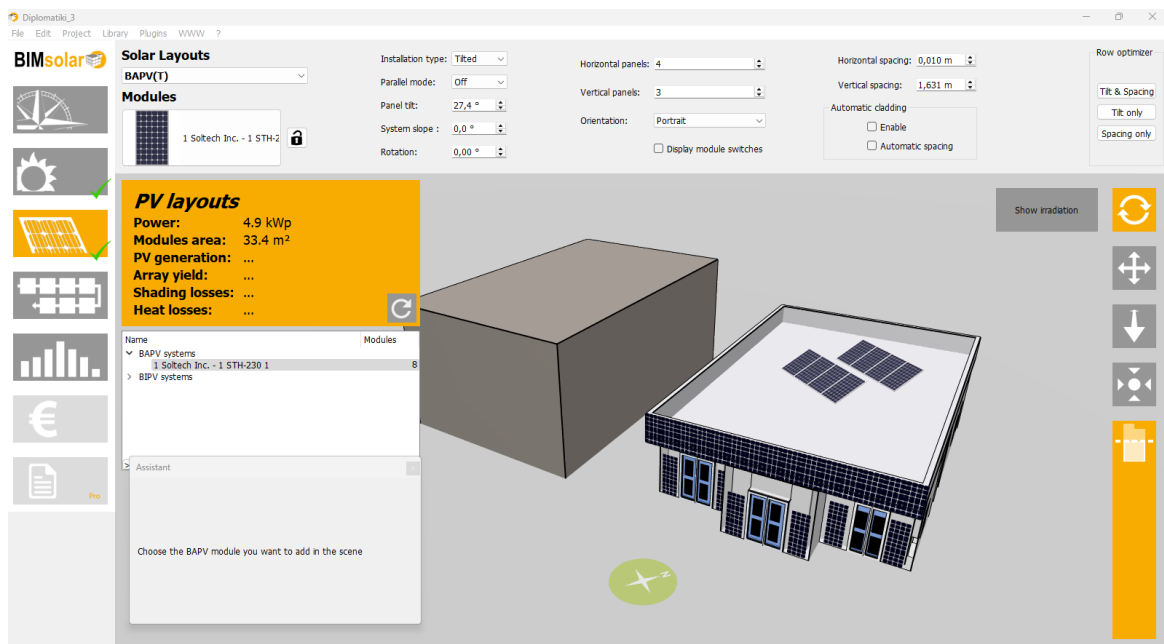 Diplomatiki_3
File Edit Project Library Plugins WWW ?
BIMsolar
Solar Layouts
BAPV(T)
Modules
1 Soltech Inc. - 1 STH-2
Installation type: Tilted
Parallel mode: Off
Panel tilt: 27,4 °
System slope : 0,0 °
Rotation: 0,00 °
Horizontal panels: 4
Vertical panels: 3
Orientation: Portrait
Display module switches
Horizontal spacing: 0,010 m
Vertical spacing: 1,631 m
Automatic cladding
Enable
Automatic spacing
Row optimizer
Tilt & Spacing
Tilt only
Spacing only
PV layouts
Power: 4.9 kWp
Modules area: 33.4 m²
PV generation: ...
Array yield: ...
Shading losses: ...
Heat losses: ...
Show irradiation
Name Modules
BAPV systems
1 Soltech Inc. - 1 STH-230 1 8
BIPV systems
Assistant
Choose the BAPV module you want to add in the scene
Pro
N